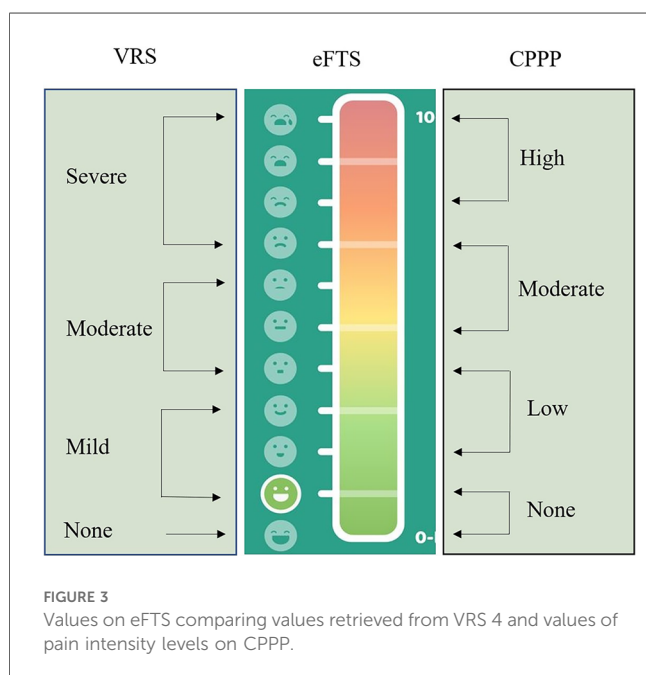 VRS eFTS CPPP
10
Severe High
Moderate Moderate
Mild Low
None None
0-
FIGURE 3
Values on eFTS comparing values retrieved from VRS 4 and values of
pain intensity levels on CPPP.